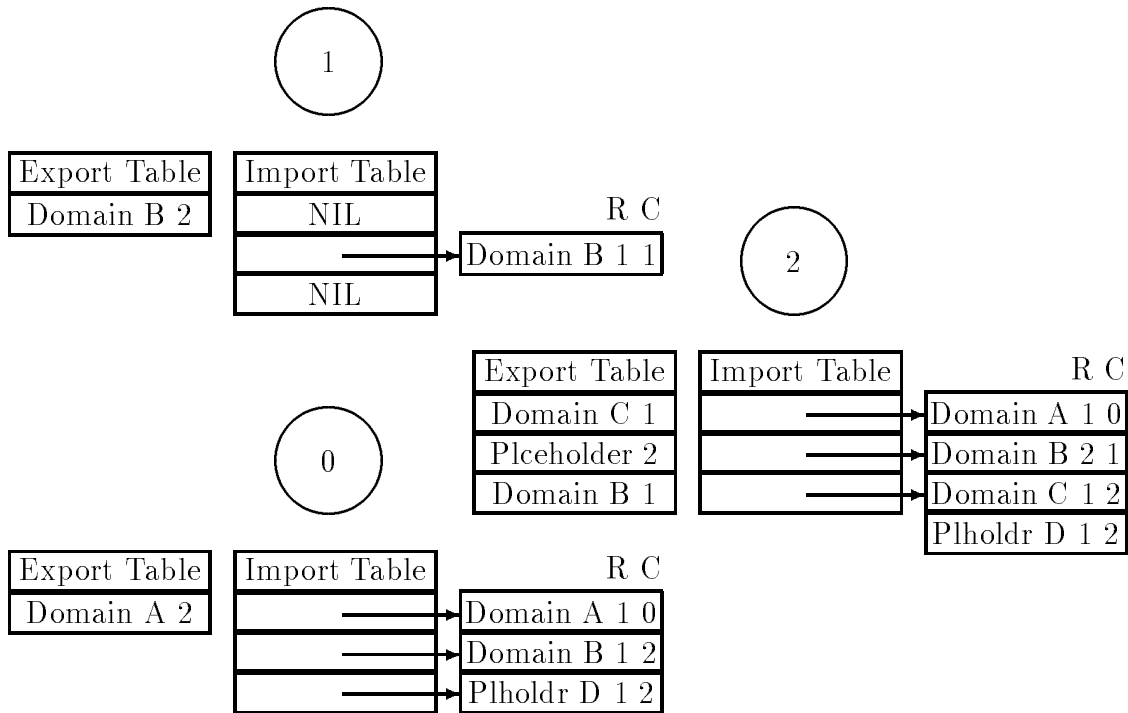 1
Export Table Import Table
Domain B 2 NIL R C
Domain B 1 1
NIL
2
Export Table Import Table R C
Domain C 1 Domain A 1 0
Plceholder 2 Domain B 2 1
Domain B 1 Domain C 1 2
Plholdr D 1 2
0
Export Table Import Table R C
Domain A 2 Domain A 1 0
Domain B 1 2
Plholdr D 1 2